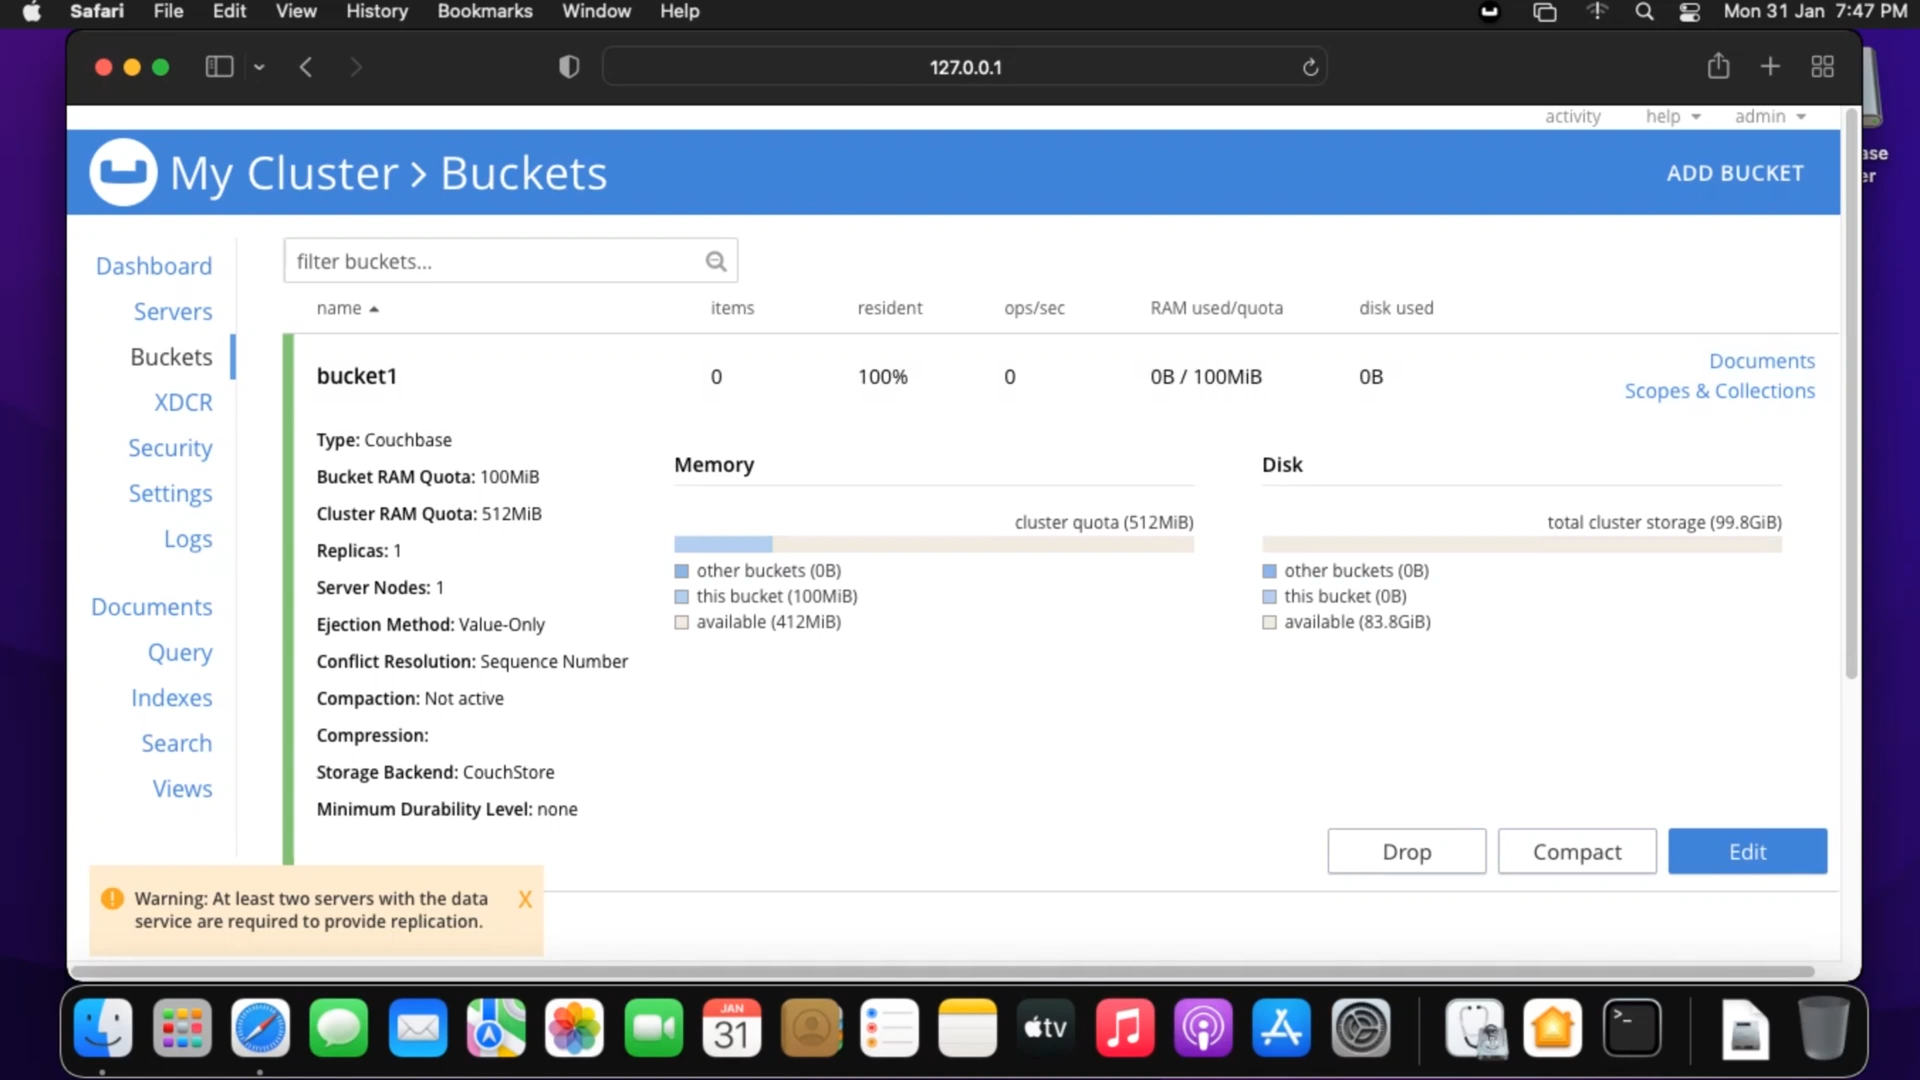 Safari File Edit View History Bookmarks Window Help Mon 31 Jan 7:47 PM
127.0.0.1
activity help admin
My Cluster > Buckets
ADD BUCKET
Dashboard
Servers
Buckets
XDCR
Security
Settings
Logs
Documents
Query
Indexes
Search
Views
filter buckets...
name items resident ops/sec RAM used/quota disk used
bucket1 0 100% 0 0B / 100MiB 0B
Documents
Scopes & Collections
Type: Couchbase
Bucket RAM Quota: 100MiB
Cluster RAM Quota: 512MiB
Replicas: 1
Server Nodes: 1
Ejection Method: Value-Only
Conflict Resolution: Sequence Number
Compaction: Not active
Compression:
Storage Backend: CouchStore
Minimum Durability Level: none
Memory
cluster quota (512MiB)
other buckets (0B)
this bucket (100MiB)
available (412MiB)
Disk
total cluster storage (99.8GiB)
other buckets (0B)
this bucket (0B)
available (83.8GiB)
Drop Compact Edit
Warning: At least two servers with the data X
service are required to provide replication.
ase
er
JAN
31
tv
>_